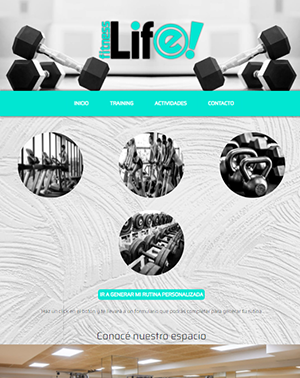 fitness
Life!
INICIO TRAINING ACTIVIDADES CONTACTO
IR A GENERAR MI RUTINA PERSONALIZADA
Haz un click en el botón y te llevará a un formulario que podrás completar para generar tu rutina
Conocé nuestro espacio